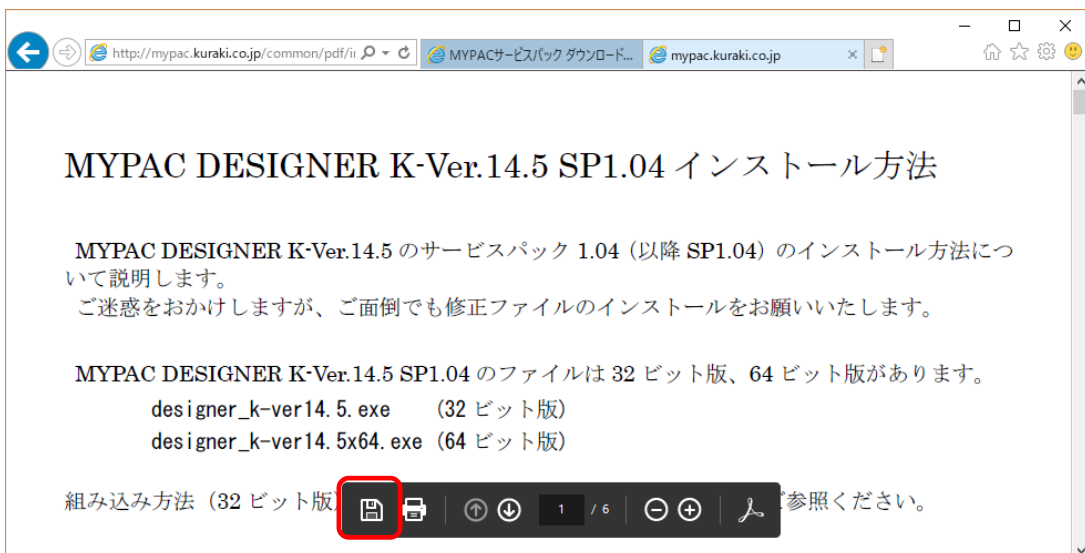 http://mypac.kuraki.co.jp/common/pdf/i
MYPACサービスパック ダウンロード...
mypac.kuraki.co.jp
MYPAC DESIGNER K-Ver.14.5 SP1.04 インストール方法
MYPAC DESIGNER K-Ver.14.5 のサービスパック 1.04（以降 SP1.04）のインストール方法につ
いて説明します。
ご迷惑をおかけしますが、ご面倒でも修正ファイルのインストールをお願いいたします。
MYPAC DESIGNER K-Ver.14.5 SP1.04 のファイルは 32 ビット版、64 ビット版があります。
designer_k-ver14.5.exe （32 ビット版）
designer_k-ver14.5x64.exe（64 ビット版）
組み込み方法（32 ビット版） ご参照ください。
1 / 6